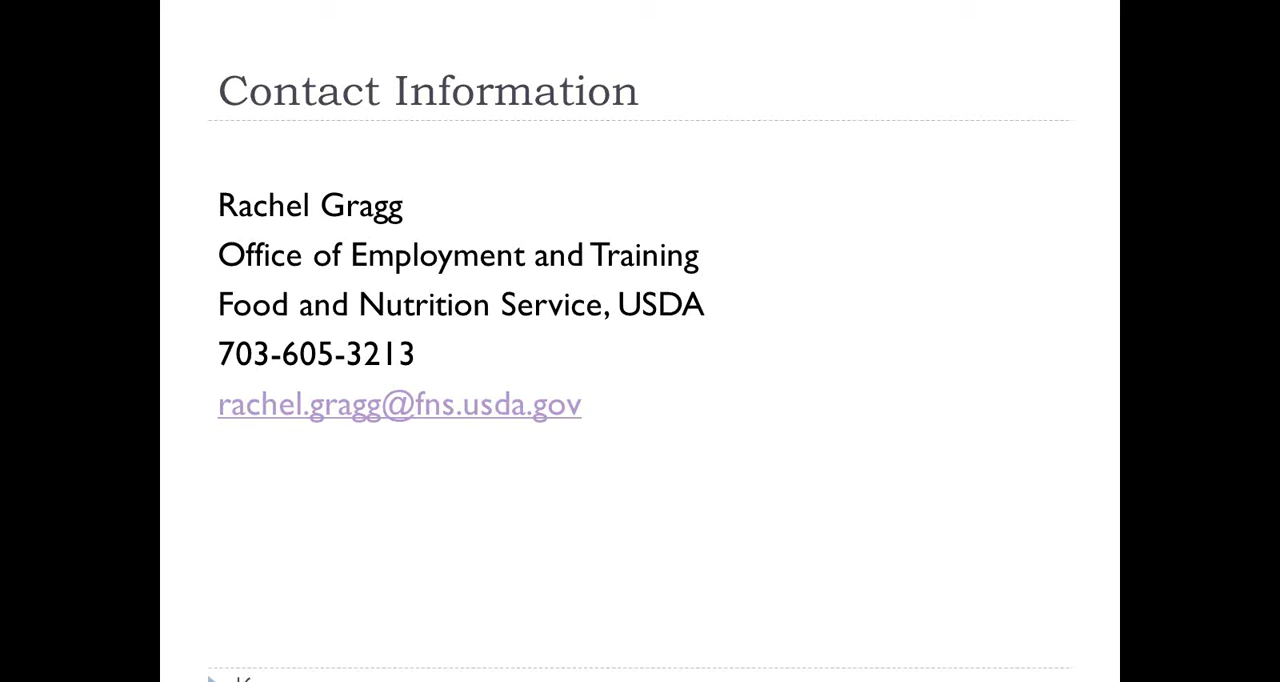 Contact Information
Rachel Gragg
Office of Employment and Training
Food and Nutrition Service, USDA
703-605-3213
rachel.gragg@fns.usda.gov